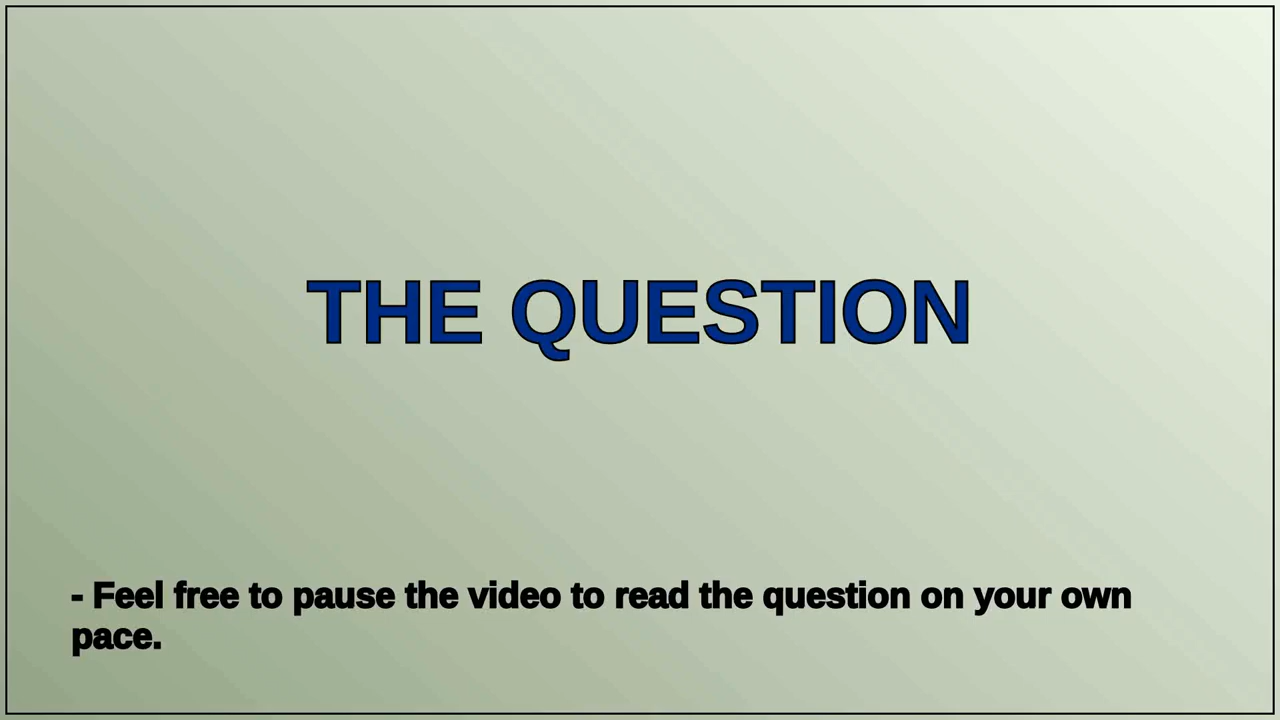 THE QUESTION
- Feel free to pause the video to read the question on your own
pace.